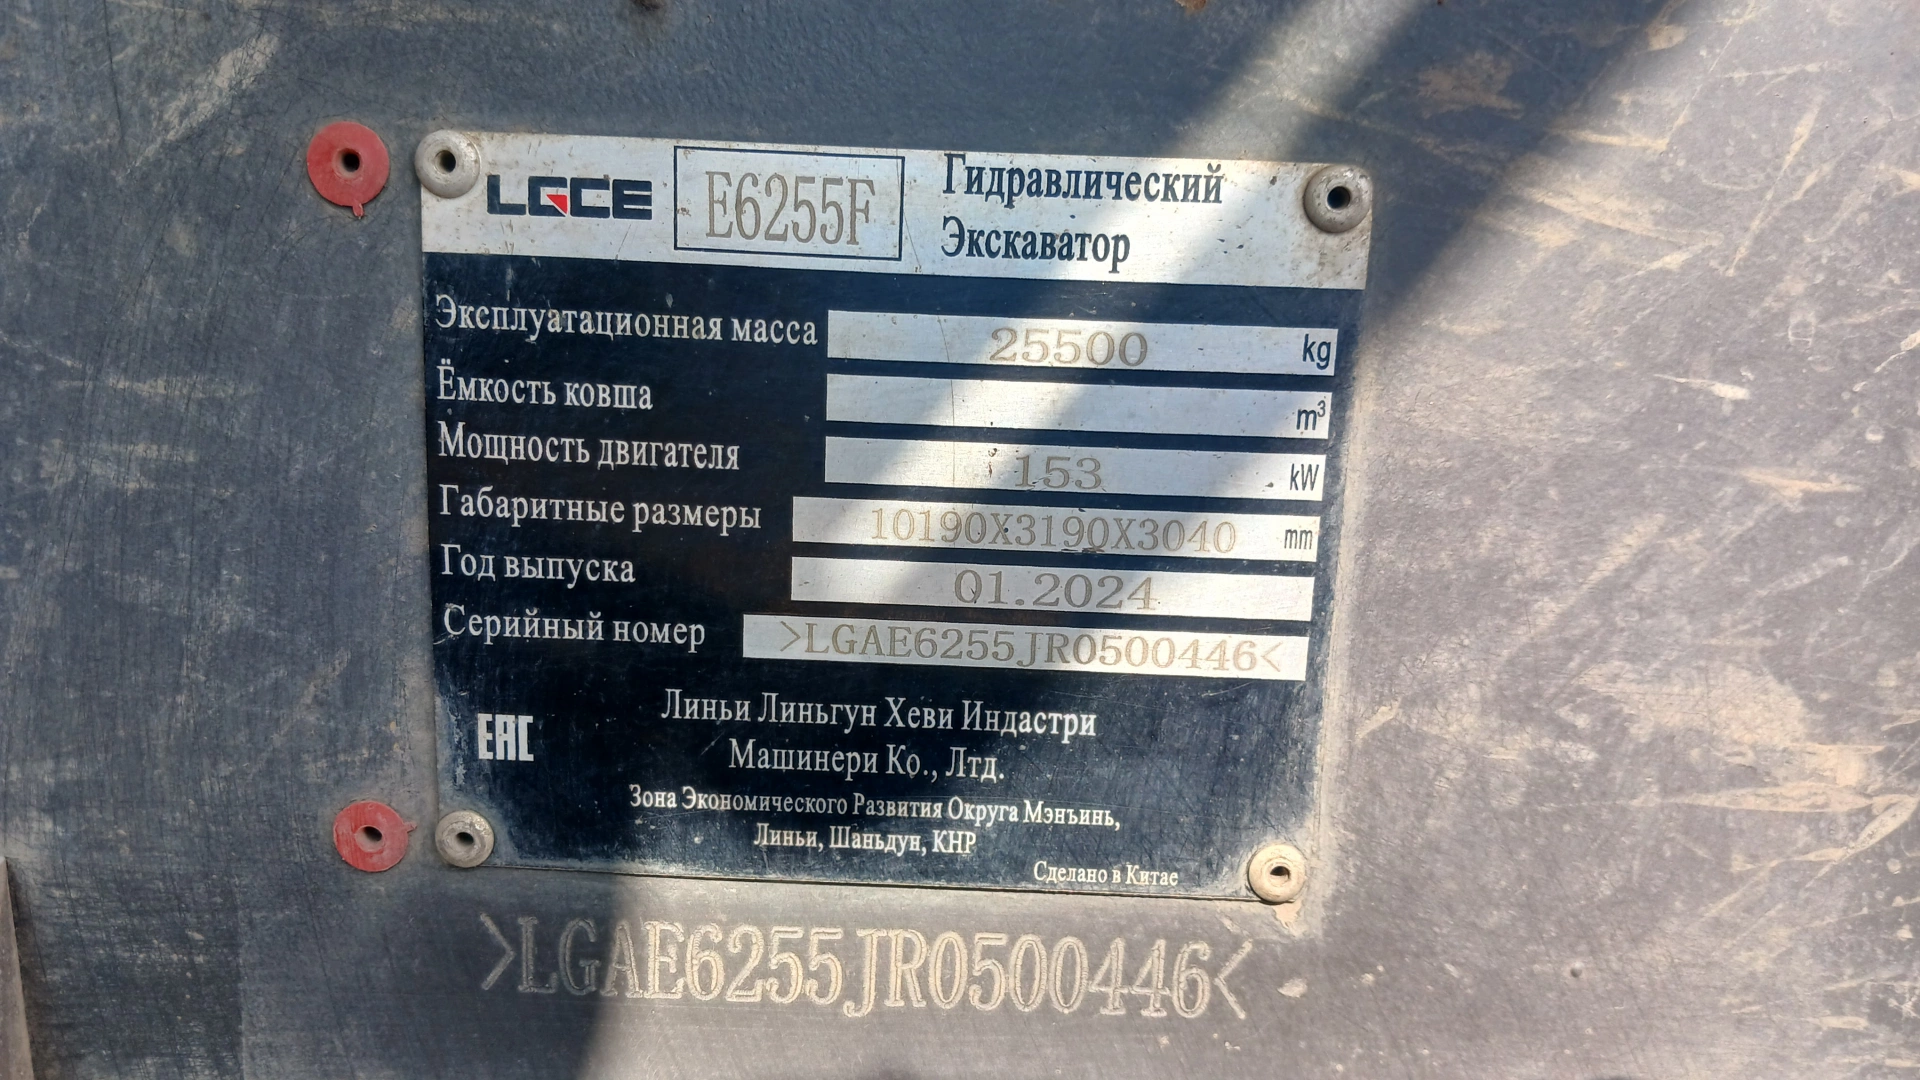 LGCE E6255F Гидравлический
Экскаватор
Эксплуатационная масса 25500 kg
Ёмкость ковша m³
Мощность двигателя 153 kW
Габаритные размеры 10190X3190X3040 mm
Год выпуска 01.2024
Серийный номер >LGAE6255JR0500446<
EAC
Линьи Линьгун Хеви Индастри
Машинери Ко., Лтд.
Зона Экономического Развития Округа Мэнъинь,
Линьи, Шаньдун, КНР
Сделано в Китае
>LGAE6255JR0500446<